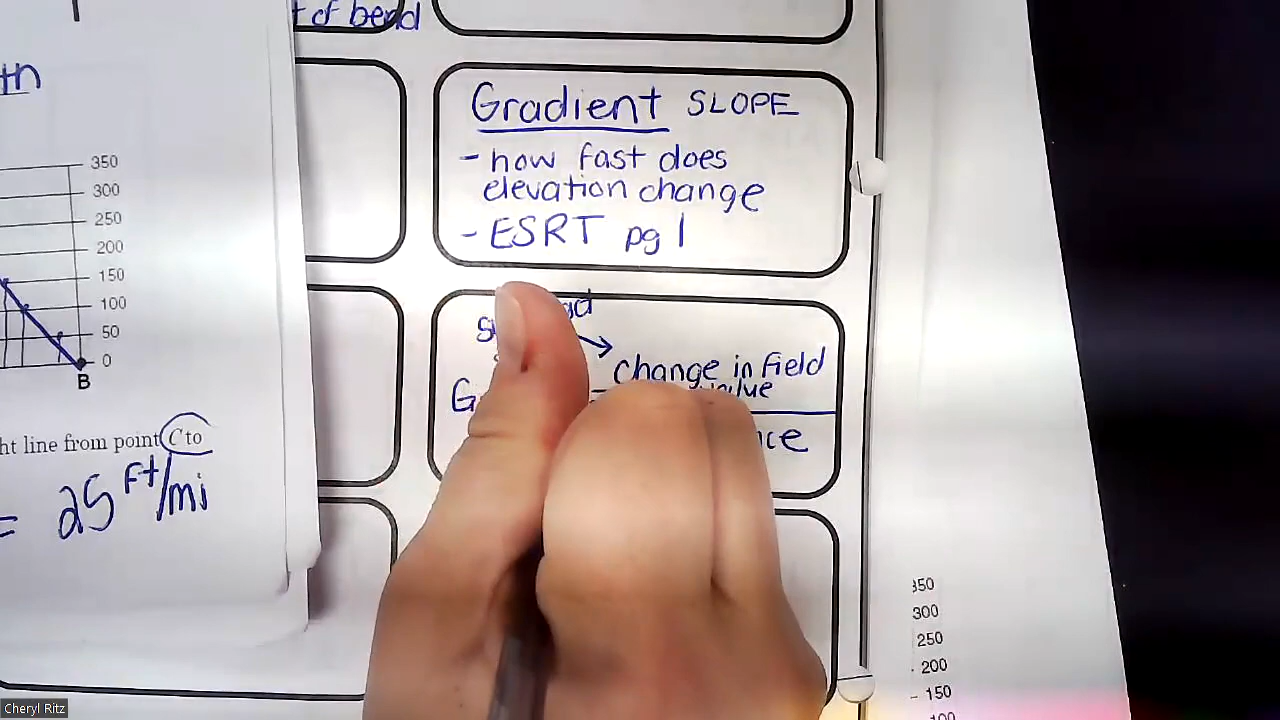 of bend
th
350
300
250
200
150
100
50
0
B
ht line from point C to
= 25 Ft/mi
Gradient SLOPE
- how fast does
elevation change
- ESRT pg 1
change in field
value
G
350
300
250
200
150
100
Cheryl Ritz